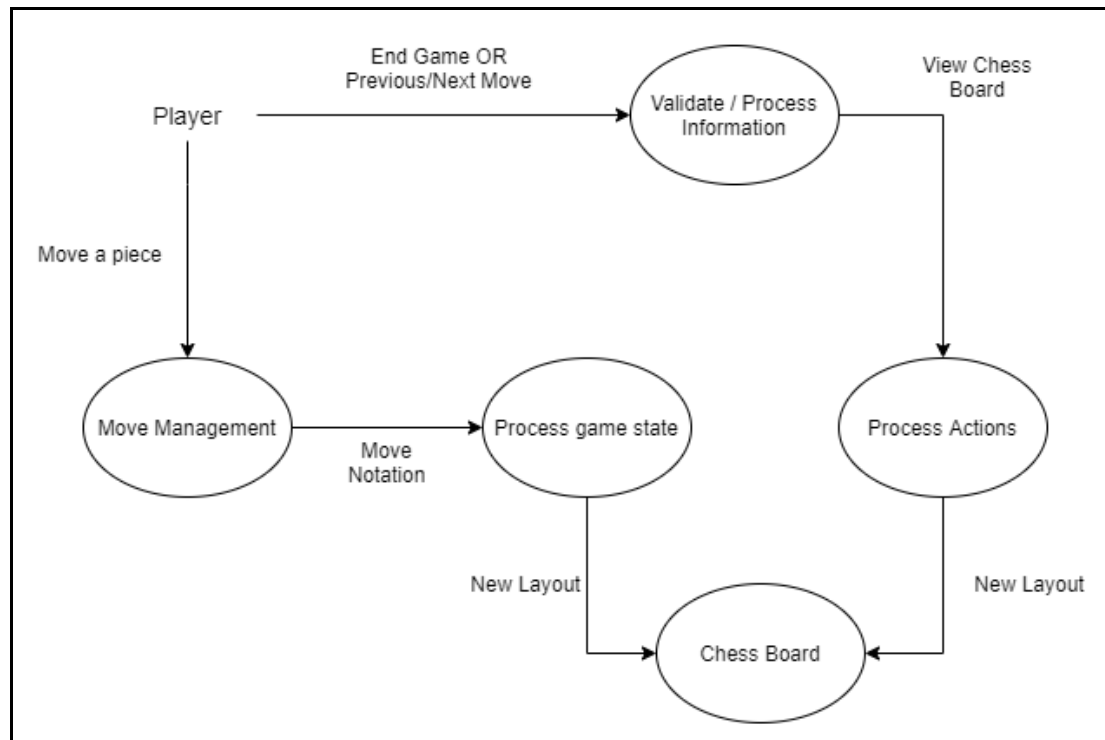 End Game OR
Previous/Next Move
View Chess
Board
Player
Validate / Process
Information
Move a piece
Move Management
Move
Notation
Process game state
Process Actions
New Layout
New Layout
Chess Board